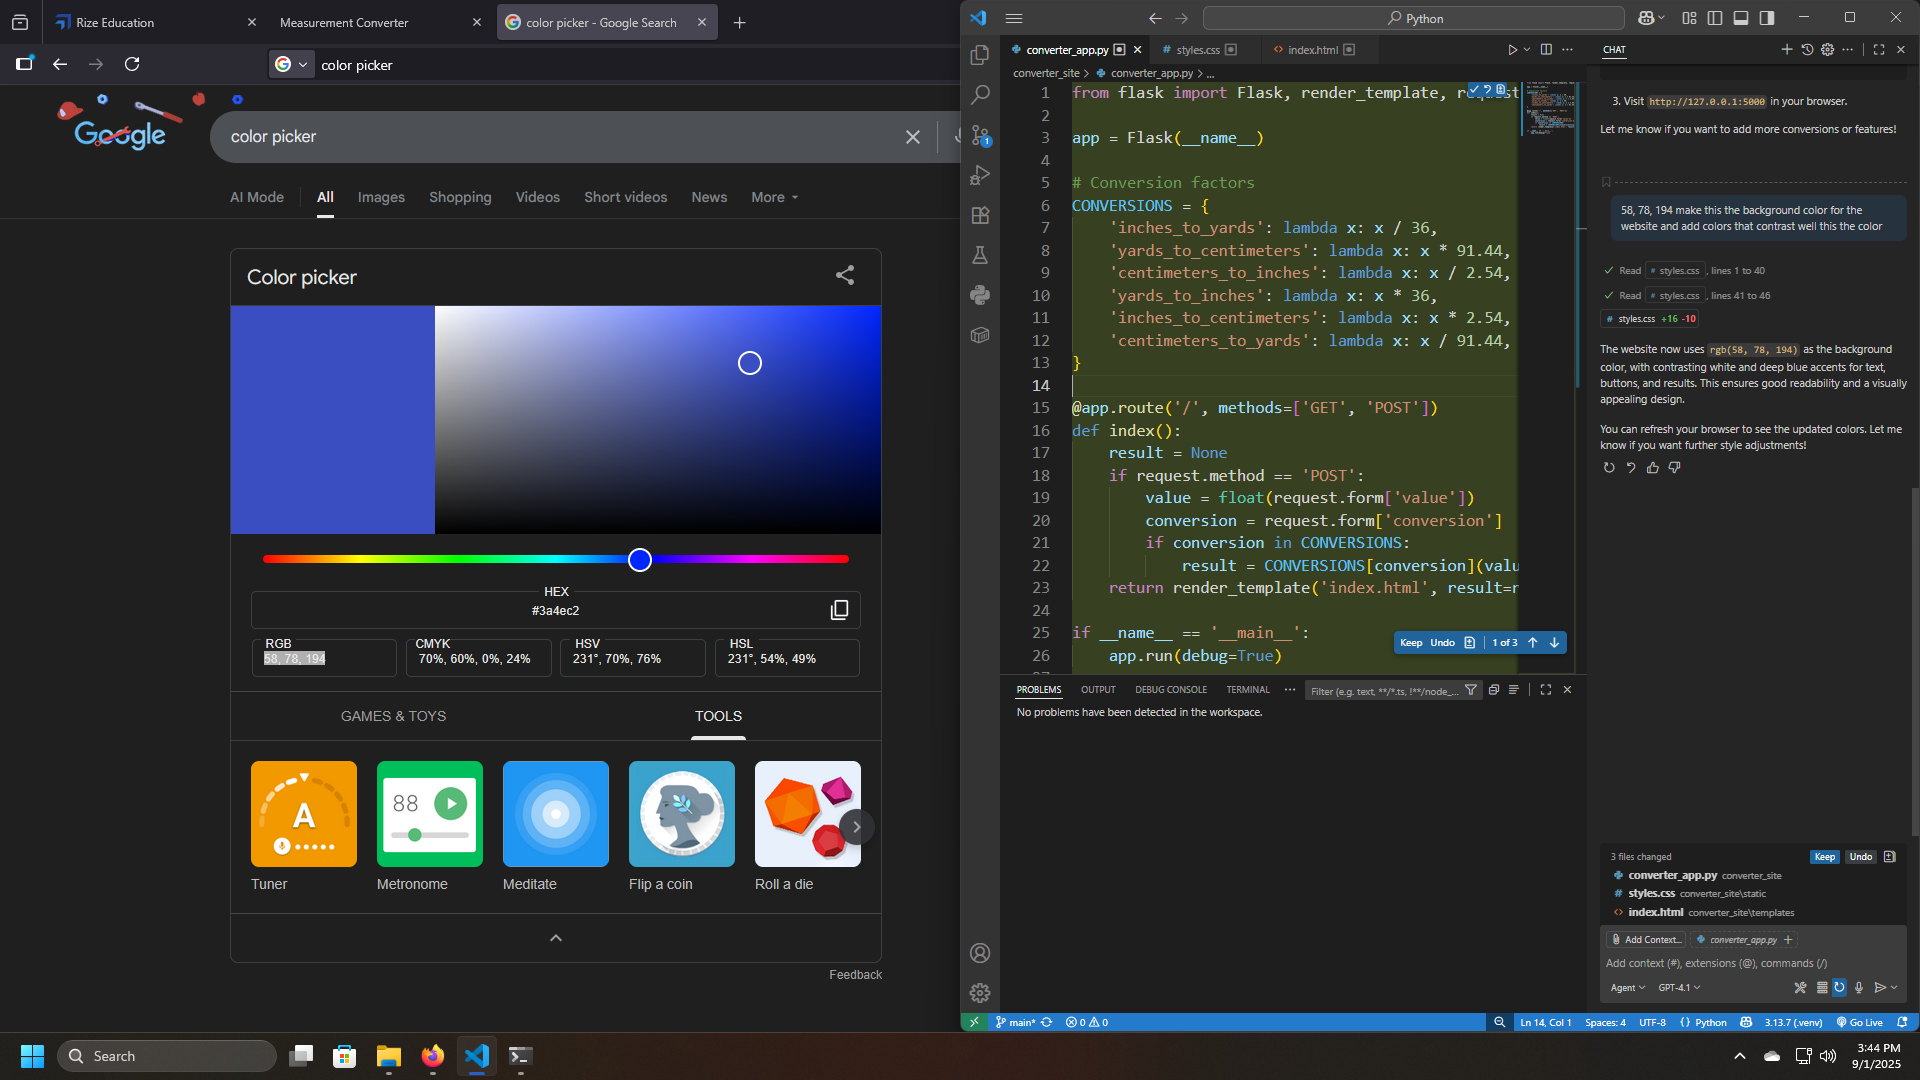 Rize Education
Measurement Converter
color picker - Google Search
color picker
Google
color picker
AI Mode
All
Images
Shopping
Videos
Short videos
News
More
Color picker
HEX
#3a4ec2
RGB
58, 78, 194
CMYK
70%, 60%, 0%, 24%
HSV
231°, 70%, 76%
HSL
231°, 54%, 49%
GAMES & TOYS
TOOLS
A
88
Tuner
Metronome
Meditate
Flip a coin
Roll a die
Feedback
Python
converter_app.py
styles.css
index.html
converter_site > converter_app.py > ...
1 from flask import Flask, render_template, request
2
3 app = Flask(__name__)
4
5 # Conversion factors
6 CONVERSIONS = {
7 'inches_to_yards': lambda x: x / 36,
8 'yards_to_centimeters': lambda x: x * 91.44,
9 'centimeters_to_inches': lambda x: x / 2.54,
10 'yards_to_inches': lambda x: x * 36,
11 'inches_to_centimeters': lambda x: x * 2.54,
12 'centimeters_to_yards': lambda x: x / 91.44,
13 }
14
15 @app.route('/', methods=['GET', 'POST'])
16 def index():
17 result = None
18 if request.method == 'POST':
19 value = float(request.form['value'])
20 conversion = request.form['conversion']
21 if conversion in CONVERSIONS:
22 result = CONVERSIONS[conversion](valu
23 return render_template('index.html', result=r
24
25 if __name__ == '__main__':
26 app.run(debug=True)
Keep Undo 1 of 3
1
PROBLEMS
OUTPUT
DEBUG CONSOLE
TERMINAL
Filter (e.g. text, **/*.ts, !**/node_...
No problems have been detected in the workspace.
CHAT
3. Visit http://127.0.0.1:5000 in your browser.
Let me know if you want to add more conversions or features!
58, 78, 194 make this the background color for the
website and add colors that contrast well this the color
Read # styles.css, lines 1 to 40
Read # styles.css, lines 41 to 46
# styles.css +16 -10
The website now uses rgb(58, 78, 194) as the background
color, with contrasting white and deep blue accents for text,
buttons, and results. This ensures good readability and a visually
appealing design.
You can refresh your browser to see the updated colors. Let me
know if you want further style adjustments!
3 files changed
Keep
Undo
converter_app.py converter_site
# styles.css converter_site\static
<> index.html converter_site\templates
Add Context...
converter_app.py +
Add context (#), extensions (@), commands (/)
Agent
GPT-4.1
main*
0 0
Ln 14, Col 1
Spaces: 4
UTF-8
{} Python
3.13.7 (.venv)
Go Live
Search
3:44 PM
9/1/2025